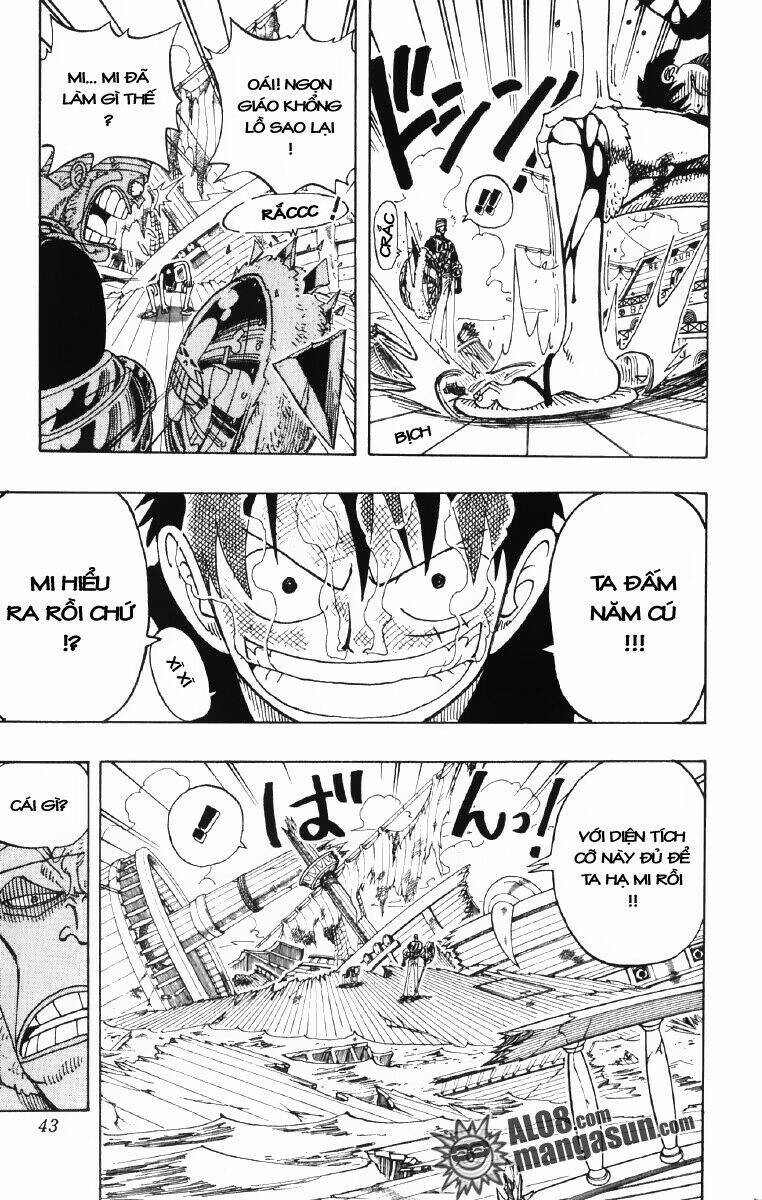 ドドン
!!
CRẮC
BỊCH
OÁI! NGỌN
GIÁO KHỔNG
LỒ SAO LẠI
!
MI... MI ĐÃ
LÀM GÌ THẾ
?
RẮCCC !
TA ĐẤM
NĂM CÚ
!!!
MI HIỂU
RA RỒI CHỨ
!?
XÌ XÌ
VỚI DIỆN TÍCH
CỠ NÀY ĐỦ ĐỂ
TA HẠ MI RỒI
!!
ばんっ!
!
CÁI GÌ?
43
ALO8.com
mangasun.com